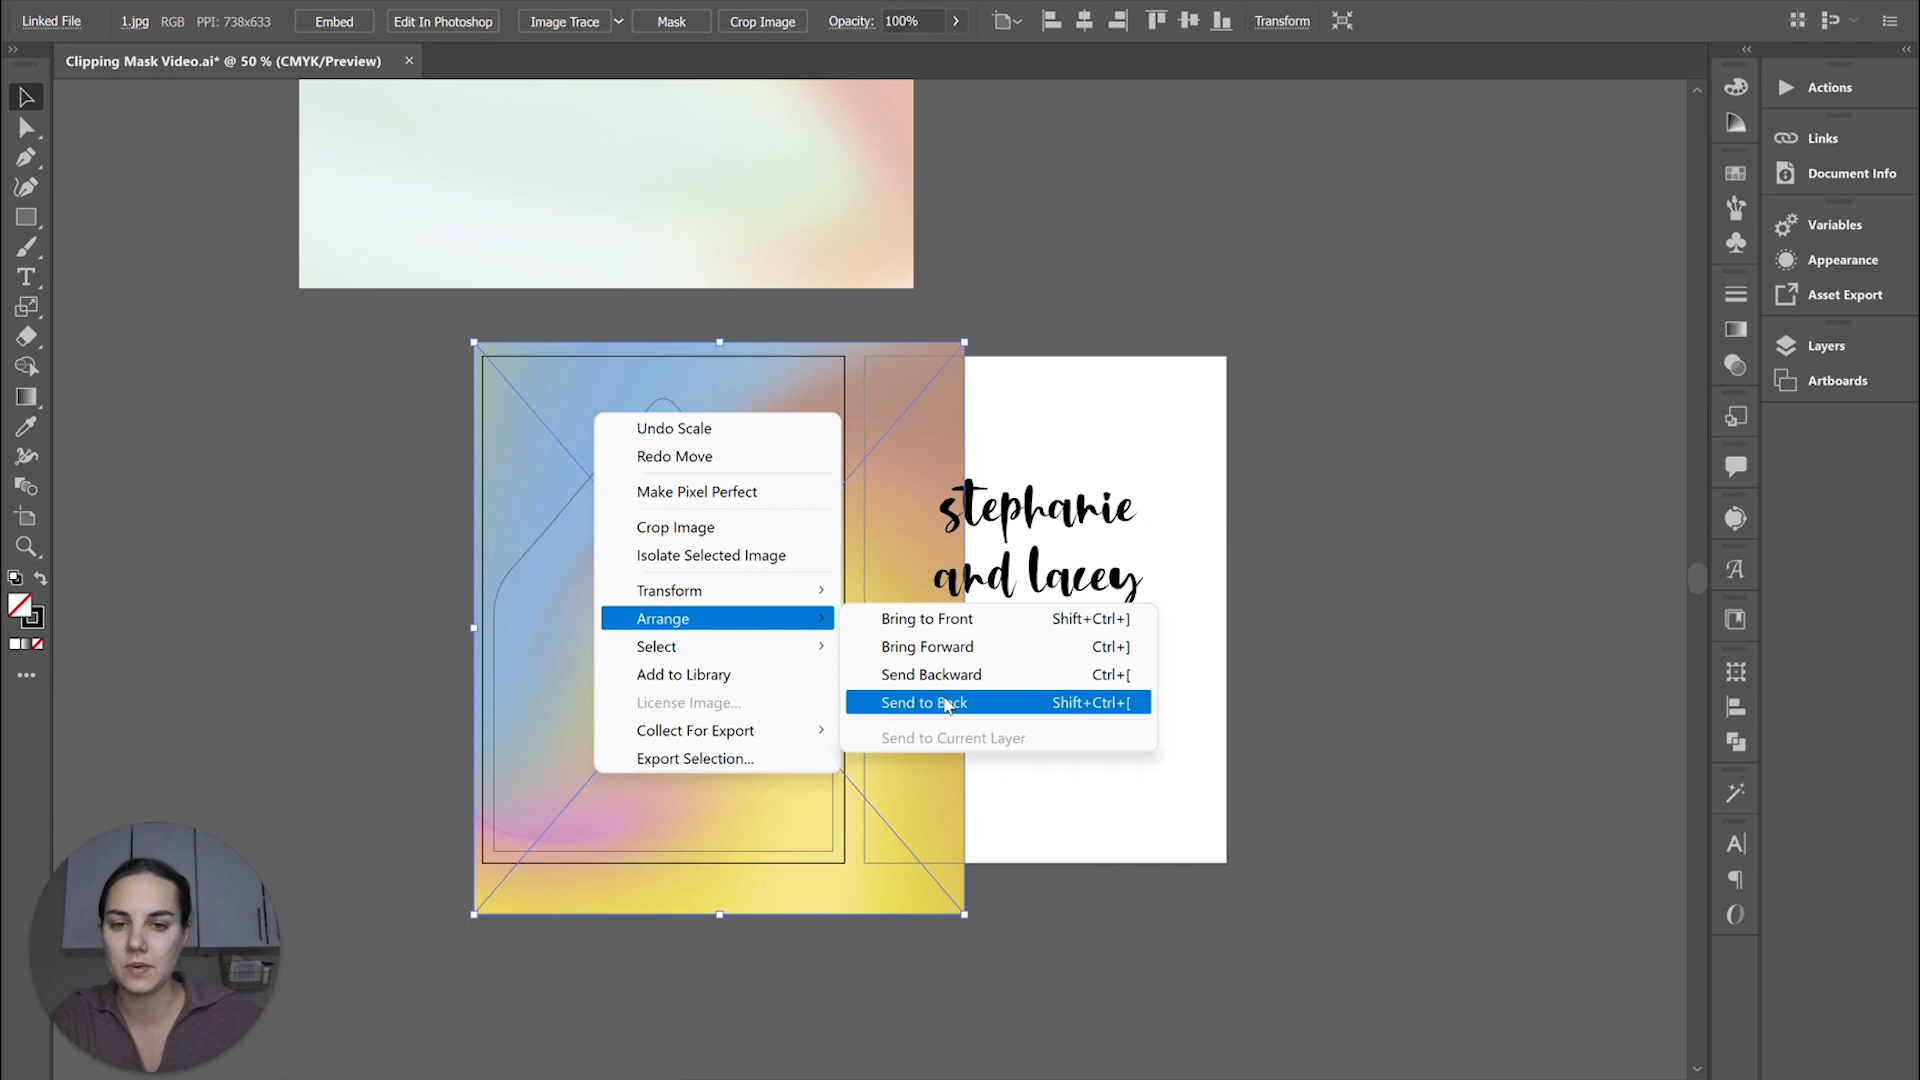 Linked File
1.jpg
RGB
PPI: 738x633
Embed
Edit In Photoshop
Image Trace
Mask
Crop Image
Opacity:
100%
Transform
Clipping Mask Video.ai* @ 50 % (CMYK/Preview)
Actions
Links
Document Info
Variables
Appearance
Asset Export
Layers
Artboards
Undo Scale
Redo Move
Make Pixel Perfect
Crop Image
Isolate Selected Image
Transform
Arrange
Select
Add to Library
License Image...
Collect For Export
Export Selection...
Bring to Front Shift+Ctrl+]
Bring Forward Ctrl+]
Send Backward Ctrl+[
Send to Back Shift+Ctrl+[
Send to Current Layer
stephanie
and lacey